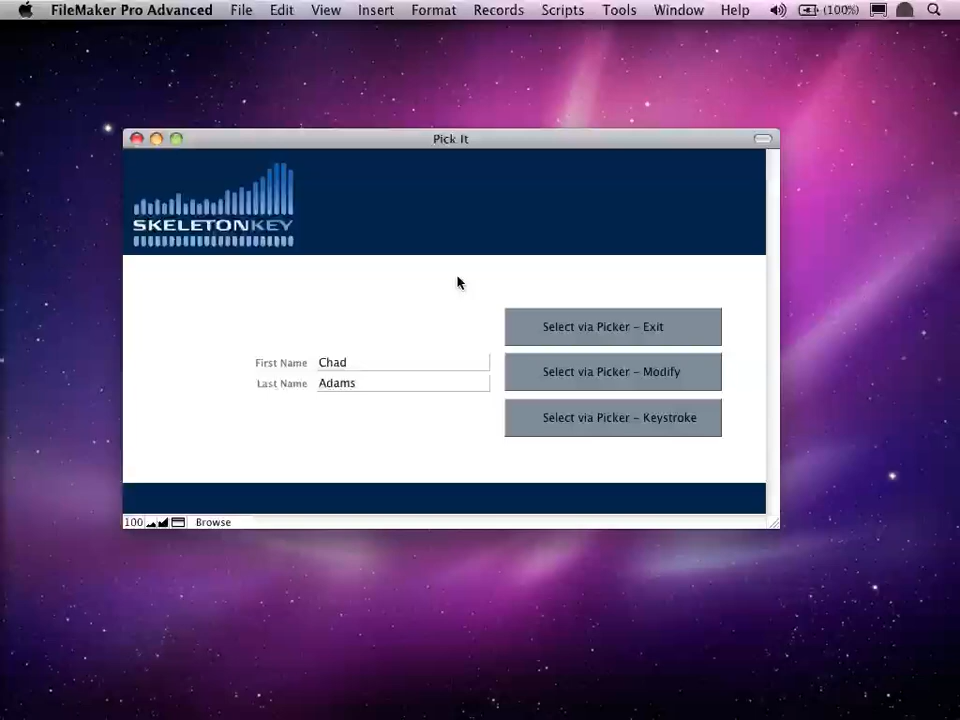 FileMaker Pro Advanced File Edit View Insert Format Records Scripts Tools Window Help (100%)
Pick It
SKELETONKEY
Select via Picker - Exit
First Name Chad
Select via Picker - Modify
Last Name Adams
Select via Picker - Keystroke
100 Browse